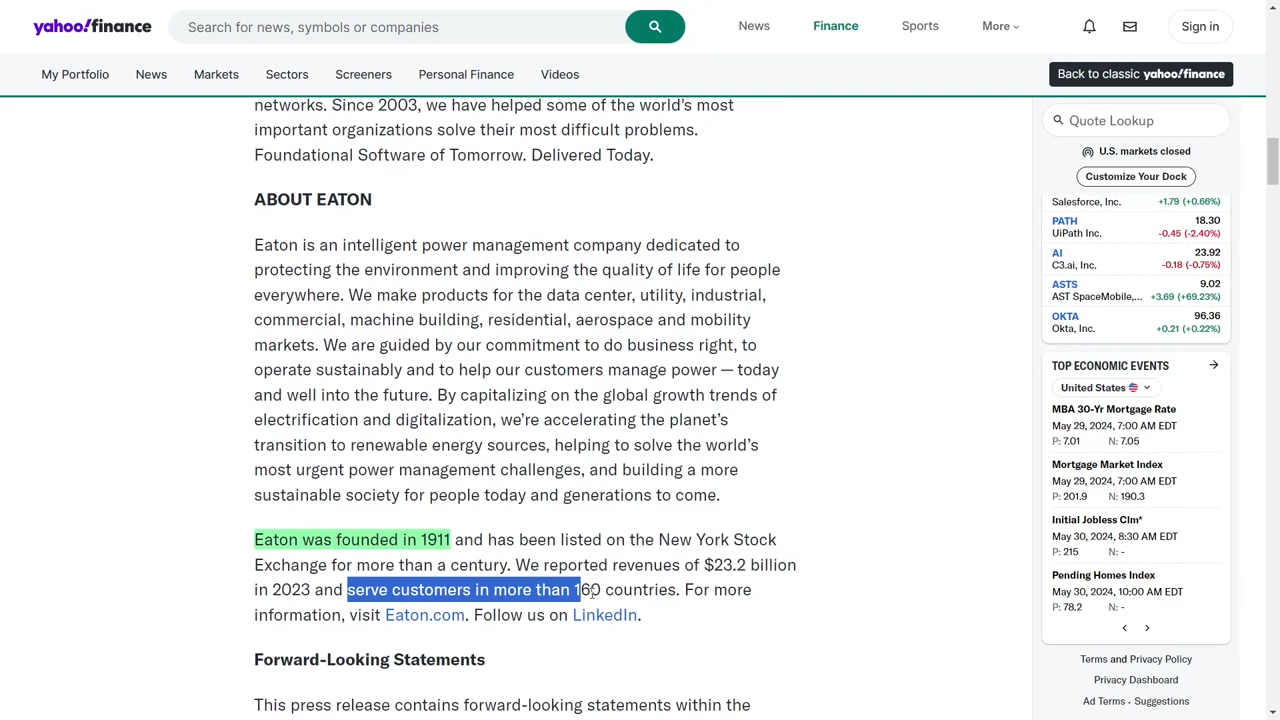 yahoo!finance
Search for news, symbols or companies
News
Finance
Sports
More
Sign in
My Portfolio
News
Markets
Sectors
Screeners
Personal Finance
Videos
Back to classic yahoo!finance
networks. Since 2003, we have helped some of the world's most
important organizations solve their most difficult problems.
Foundational Software of Tomorrow. Delivered Today.
ABOUT EATON
Eaton is an intelligent power management company dedicated to
protecting the environment and improving the quality of life for people
everywhere. We make products for the data center, utility, industrial,
commercial, machine building, residential, aerospace and mobility
markets. We are guided by our commitment to do business right, to
operate sustainably and to help our customers manage power — today
and well into the future. By capitalizing on the global growth trends of
electrification and digitalization, we’re accelerating the planet’s
transition to renewable energy sources, helping to solve the world’s
most urgent power management challenges, and building a more
sustainable society for people today and generations to come.
Eaton was founded in 1911 and has been listed on the New York Stock
Exchange for more than a century. We reported revenues of $23.2 billion
in 2023 and serve customers in more than 160 countries. For more
information, visit Eaton.com. Follow us on LinkedIn.
Forward-Looking Statements
This press release contains forward-looking statements within the
Quote Lookup
U.S. markets closed
Customize Your Dock
Salesforce, Inc. +1.79 (+0.66%)
PATH 18.30
UiPath Inc. -0.45 (-2.40%)
AI 23.92
C3.ai, Inc. -0.18 (-0.75%)
ASTS 9.02
AST SpaceMobile,... +3.69 (+69.23%)
OKTA 96.36
Okta, Inc. +0.21 (+0.22%)
TOP ECONOMIC EVENTS
United States
MBA 30-Yr Mortgage Rate
May 29, 2024, 7:00 AM EDT
P: 7.01 N: 7.05
Mortgage Market Index
May 29, 2024, 7:00 AM EDT
P: 201.9 N: 190.3
Initial Jobless Clm*
May 30, 2024, 8:30 AM EDT
P: 215 N: -
Pending Homes Index
May 30, 2024, 10:00 AM EDT
P: 78.2 N: -
Terms and Privacy Policy
Privacy Dashboard
Ad Terms · Suggestions